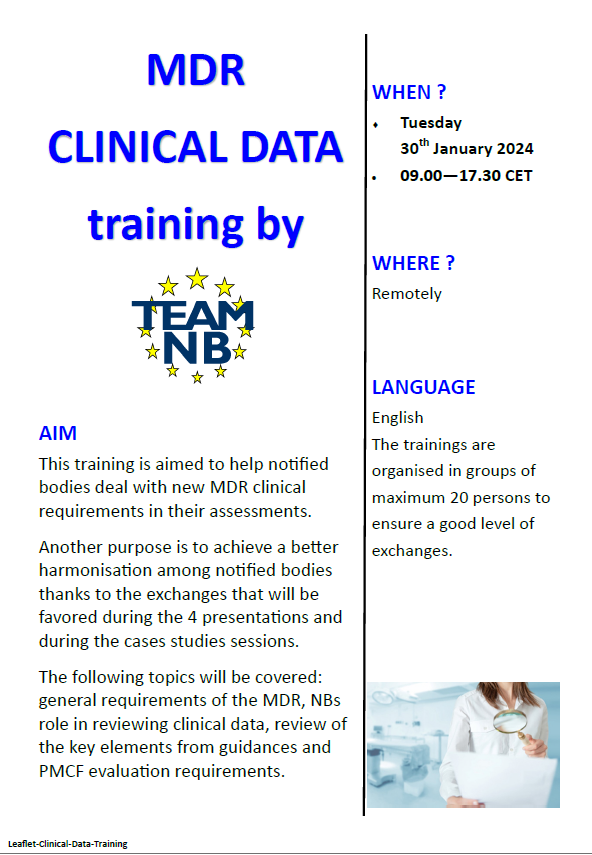 MDR
CLINICAL DATA
training by
TEAM
NB
AIM
This training is aimed to help notified
bodies deal with new MDR clinical
requirements in their assessments.
Another purpose is to achieve a better
harmonisation among notified bodies
thanks to the exchanges that will be
favored during the 4 presentations and
during the cases studies sessions.
The following topics will be covered:
general requirements of the MDR, NBs
role in reviewing clinical data, review of
the key elements from guidances and
PMCF evaluation requirements.
WHEN ?
♦ Tuesday
30th January 2024
• 09.00—17.30 CET
WHERE ?
Remotely
LANGUAGE
English
The trainings are
organised in groups of
maximum 20 persons to
ensure a good level of
exchanges.
Leaflet-Clinical-Data-Training